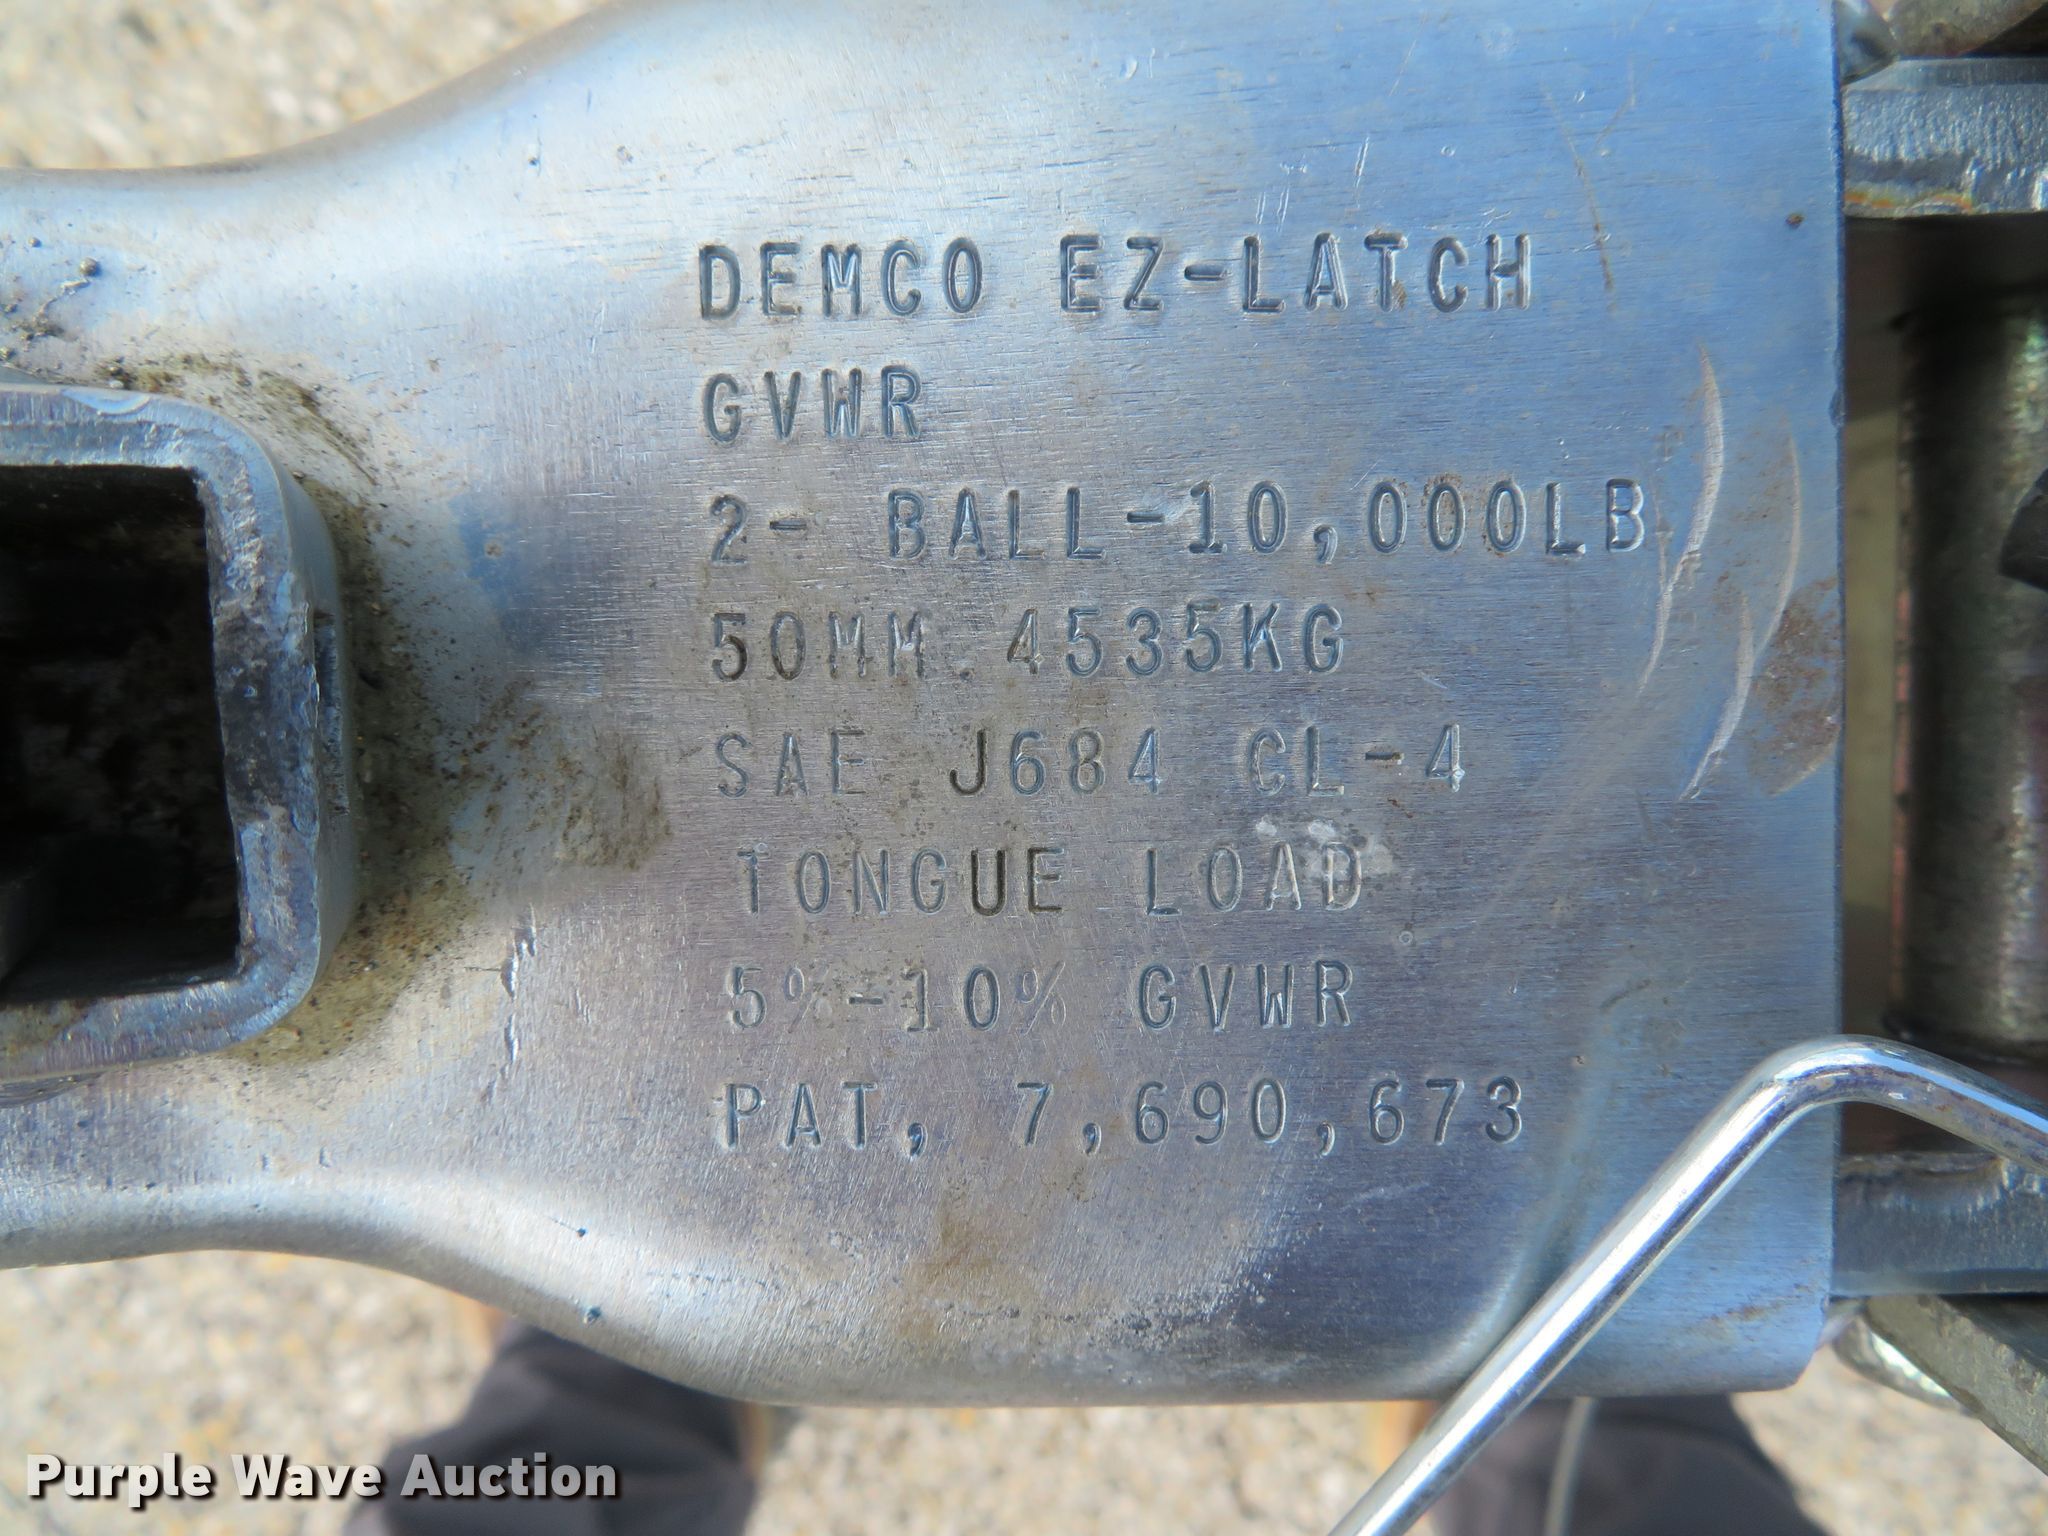 DEMCO EZ-LATCH
GVWR
2- BALL-10,000LB
50MM 4535KG
SAE J684 CL-4
TONGUE LOAD
5%-10% GVWR
PAT, 7,690,673
Purple Wave Auction